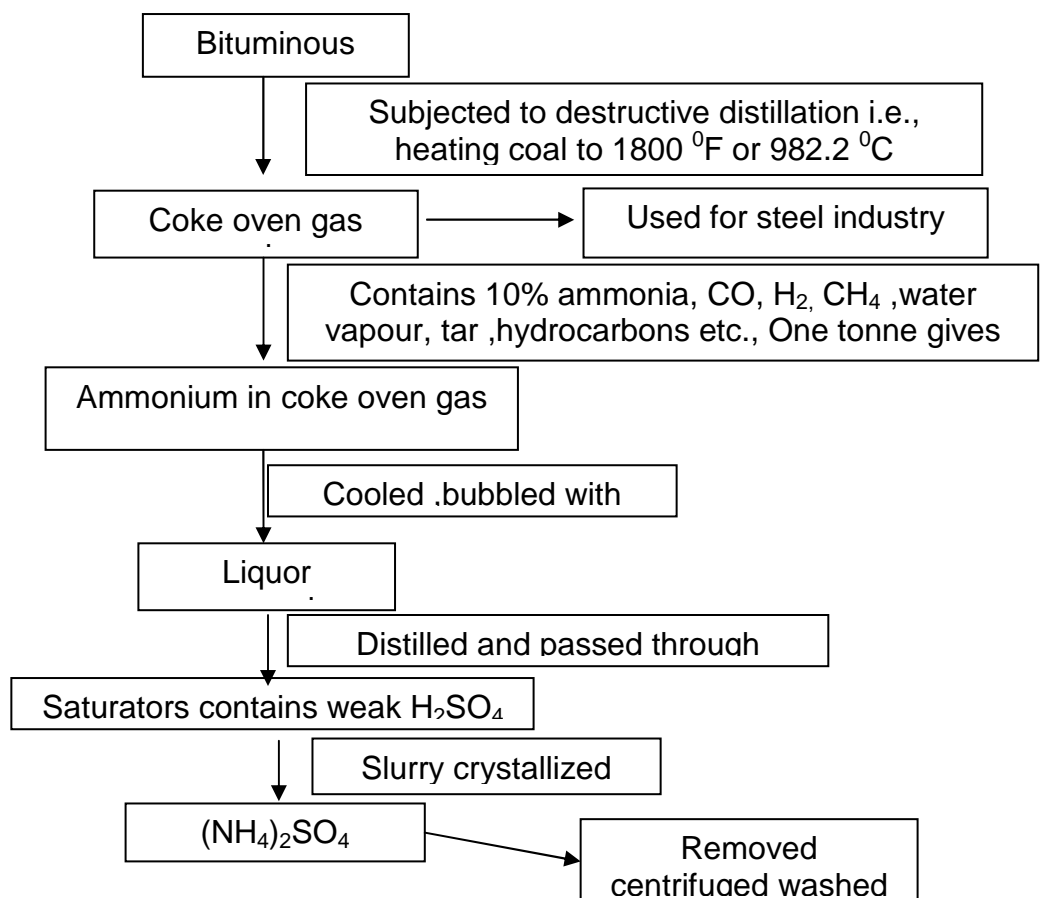 Bituminous
Subjected to destructive distillation i.e.,
heating coal to 1800 ⁰F or 982.2 ⁰C
Coke oven gas
Used for steel industry
Contains 10% ammonia, CO, H₂, CH₄ ,water
vapour, tar ,hydrocarbons etc., One tonne gives
Ammonium in coke oven gas
Cooled ,bubbled with
Liquor
Distilled and passed through
Saturators contains weak H₂SO₄
Slurry crystallized
(NH₄)₂SO₄
Removed
centrifuged washed